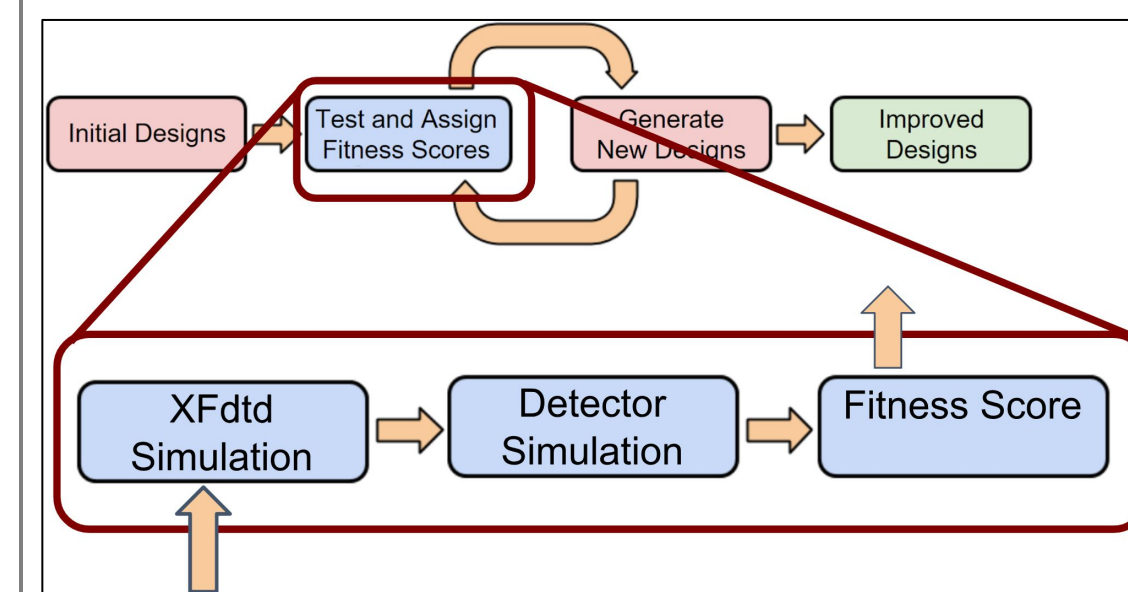 Initial Designs
Test and Assign
Fitness Scores
Generate
New Designs
Improved
Designs
XFdtd
Simulation
Detector
Simulation
Fitness Score